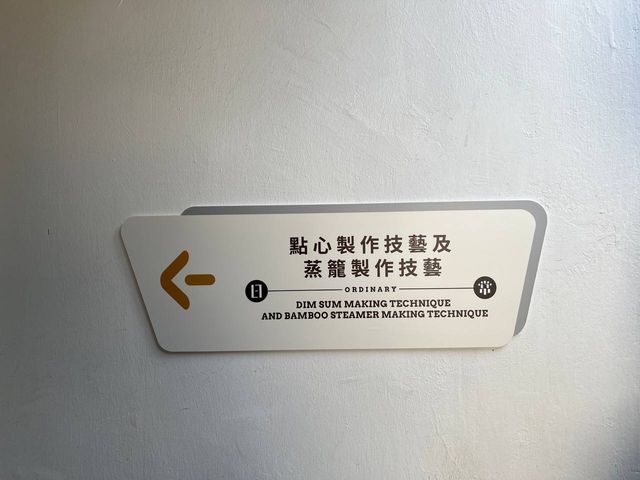 點心製作技藝及
蒸籠製作技藝
ORDINARY
DIM SUM MAKING TECHNIQUE
AND BAMBOO STEAMER MAKING TECHNIQUE